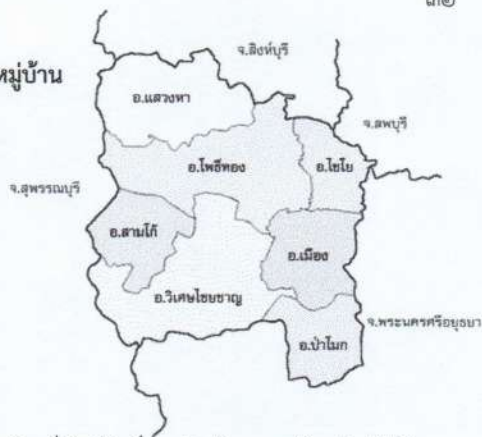 ๓๒
จ.สิงห์บุรี
หมู่บ้าน
อ.แสวงหา
จ.ลพบุรี
อ.โพธิ์ทอง
อ.ไชโย
จ.สุพรรณบุรี
อ.สามโก้
อ.เมือง
อ.วิเศษไชยชาญ
จ.พระนครศรีอยุธยา
อ.ป่าโมก